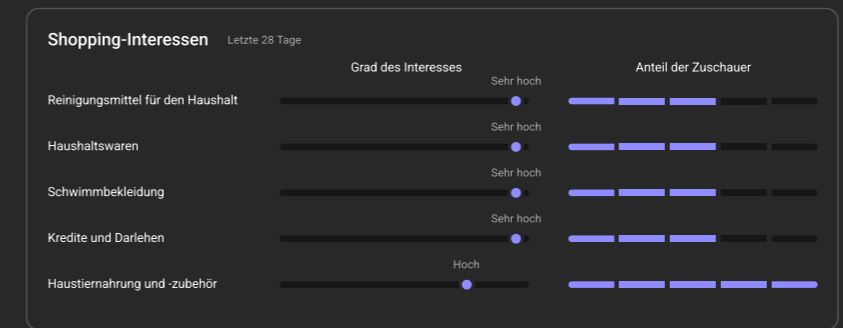 Shopping-Interessen Letzte 28 Tage
Grad des Interesses Anteil der Zuschauer
Sehr hoch
Reinigungsmittel für den Haushalt
Sehr hoch
Haushaltswaren
Sehr hoch
Schwimmbekleidung
Sehr hoch
Kredite und Darlehen
Hoch
Haustiernahrung und -zubehör